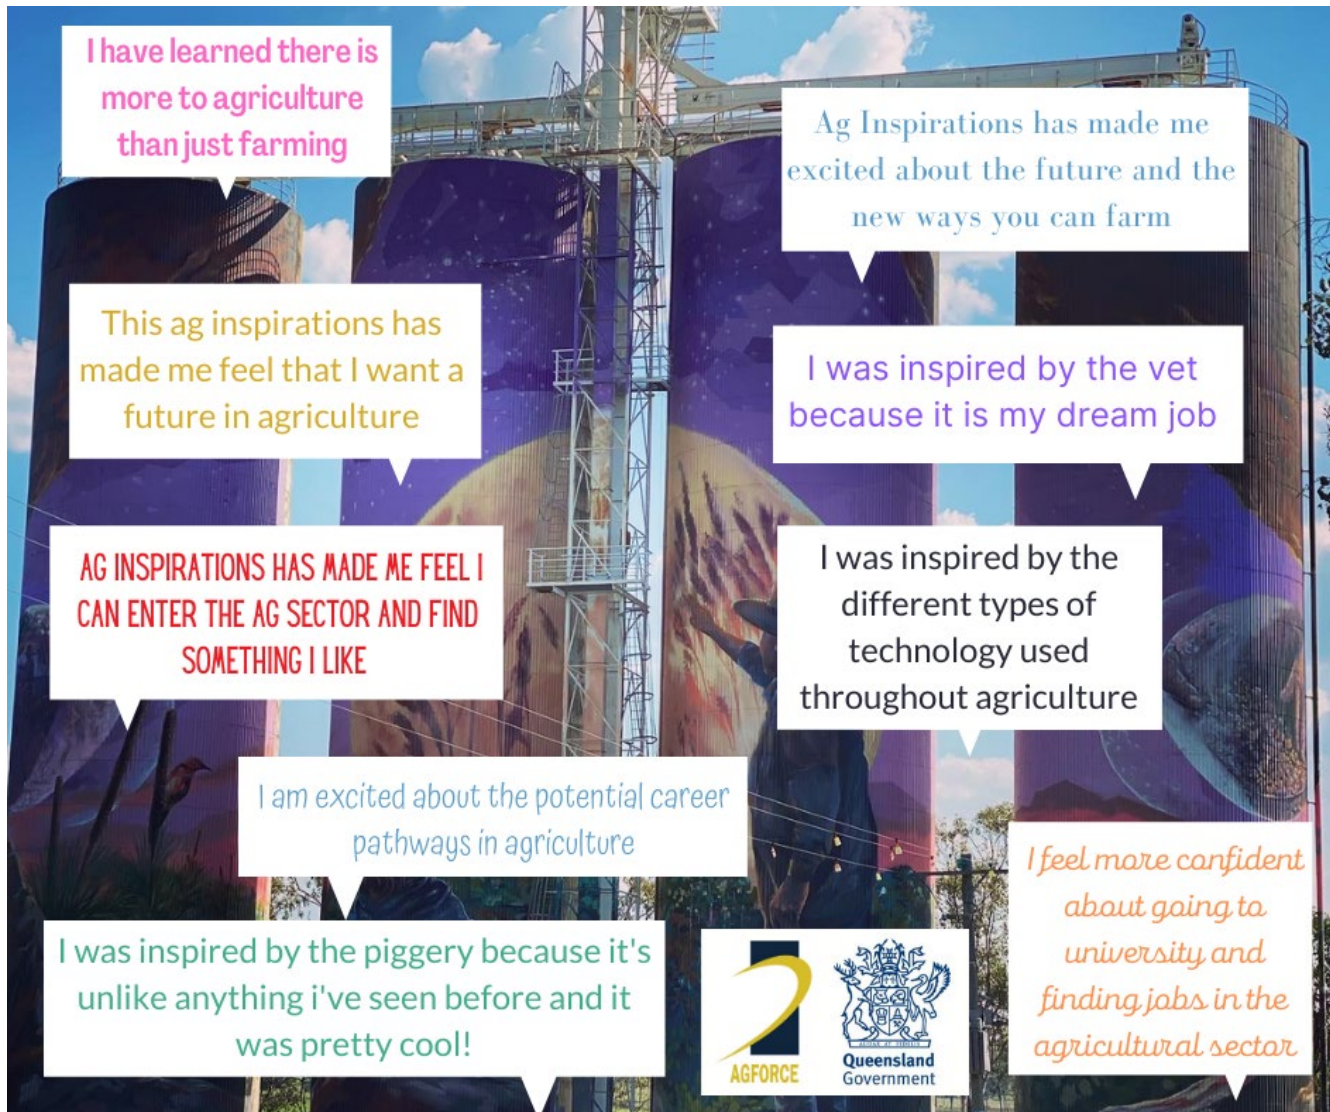 I have learned there is
more to agriculture
than just farming
Ag Inspirations has made me
excited about the future and the
new ways you can farm
This ag inspirations has
made me feel that I want a
future in agriculture
I was inspired by the vet
because it is my dream job
AG INSPIRATIONS HAS MADE ME FEEL I
CAN ENTER THE AG SECTOR AND FIND
SOMETHING I LIKE
I was inspired by the
different types of
technology used
throughout agriculture
I am excited about the potential career
pathways in agriculture
I feel more confident
about going to
university and
finding jobs in the
agricultural sector
I was inspired by the piggery because it's
unlike anything i've seen before and it
was pretty cool!
AGFORCE
Queensland
Government